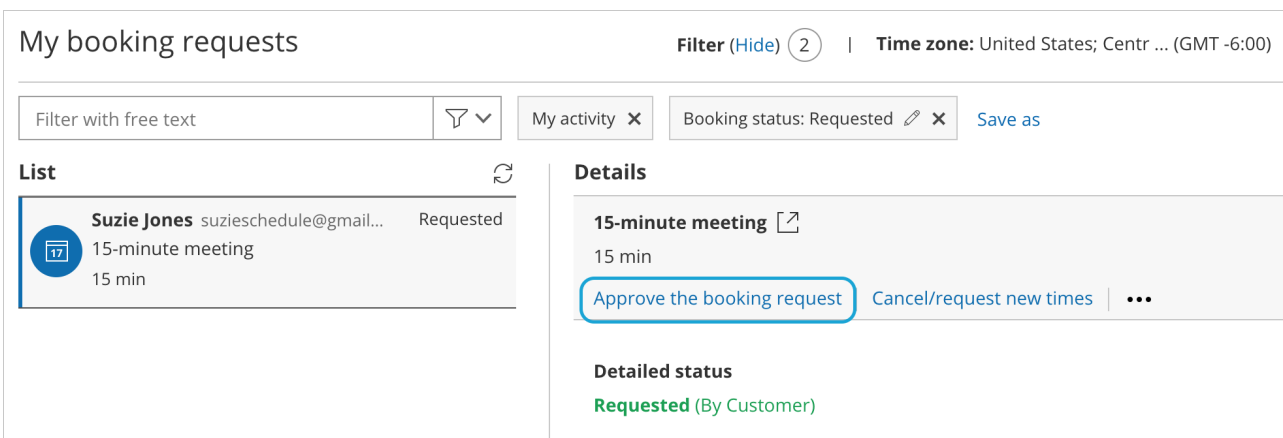 My booking requests
Filter (Hide) 2 | Time zone: United States; Centr ... (GMT -6:00)
Filter with free text
My activity
Booking status: Requested
Save as
List
17
Suzie Jones suzieschedule@gmail... Requested
15-minute meeting
15 min
Details
15-minute meeting
15 min
Approve the booking request Cancel/request new times
Detailed status
Requested (By Customer)